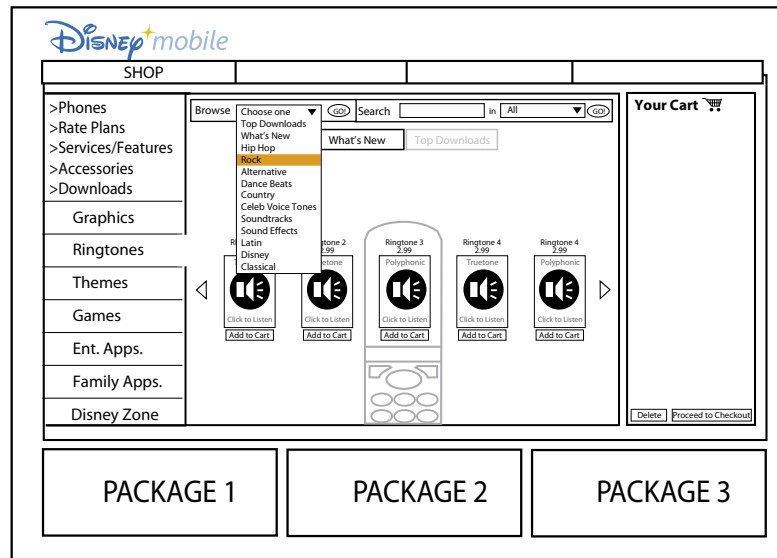 Disney mobile
SHOP
>Phones
>Rate Plans
>Services/Features
>Accessories
>Downloads
Graphics
Ringtones
Themes
Games
Ent. Apps.
Family Apps.
Disney Zone
Browse Choose one GO! Search in All GO!
Top Downloads
What's New
Hip Hop
Rock
Alternative
Dance Beats
Country
Celeb Voice Tones
Soundtracks
Sound Effects
Latin
Disney
Classical
What's New Top Downloads
Ringtone 3
2.99
Polyphonic
Click to Listen
Add to Cart
Ringtone 4
2.99
Truetone
Click to Listen
Add to Cart
Ringtone 4
2.99
Polyphonic
Click to Listen
Add to Cart
Click to Listen
Add to Cart
2.99
Click to Listen
Add to Cart
Your Cart
Delete Proceed to Checkout
PACKAGE 1 PACKAGE 2 PACKAGE 3